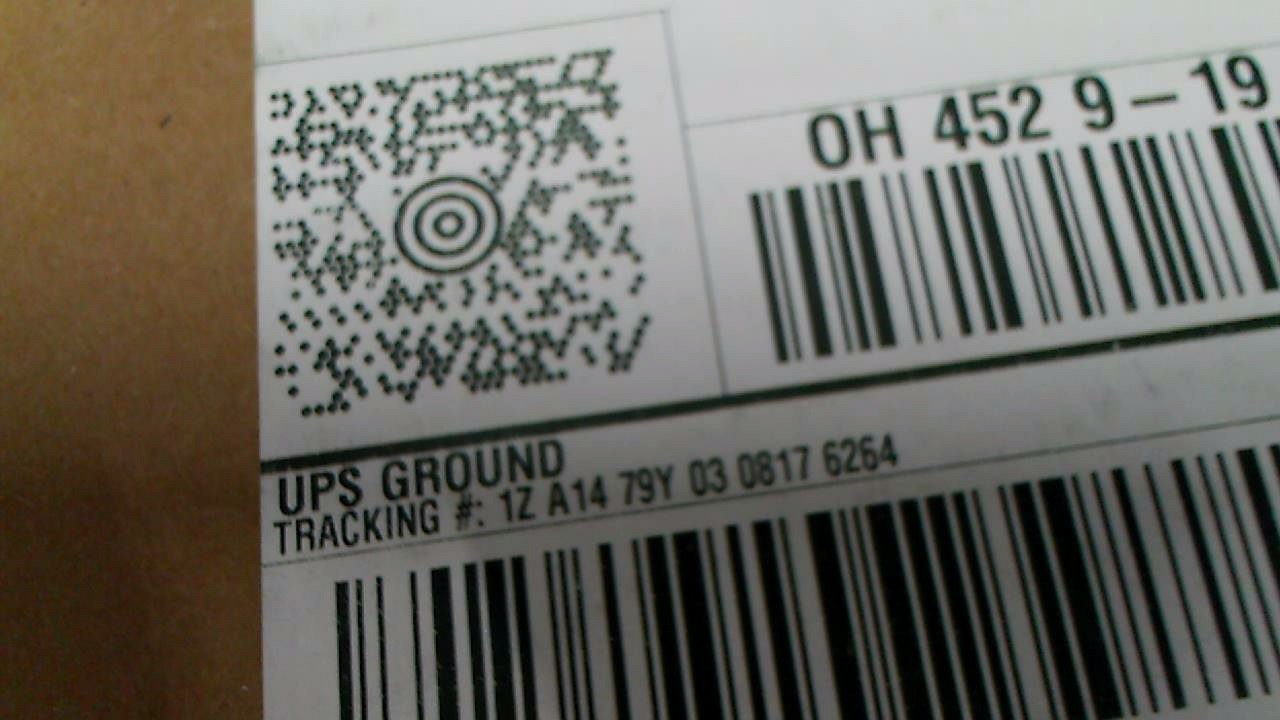 OH 452 9-19
UPS GROUND
TRACKING #: 1Z A14 79Y 03 0817 6264